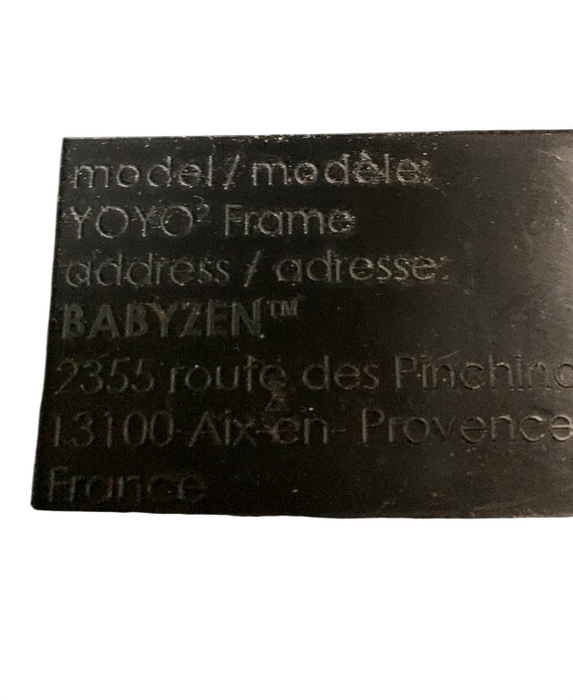 model / modèle:
YOYO² Frame
address / adresse:
BABYZEN™
2355 route des
13100-Aix-en- Provence
France